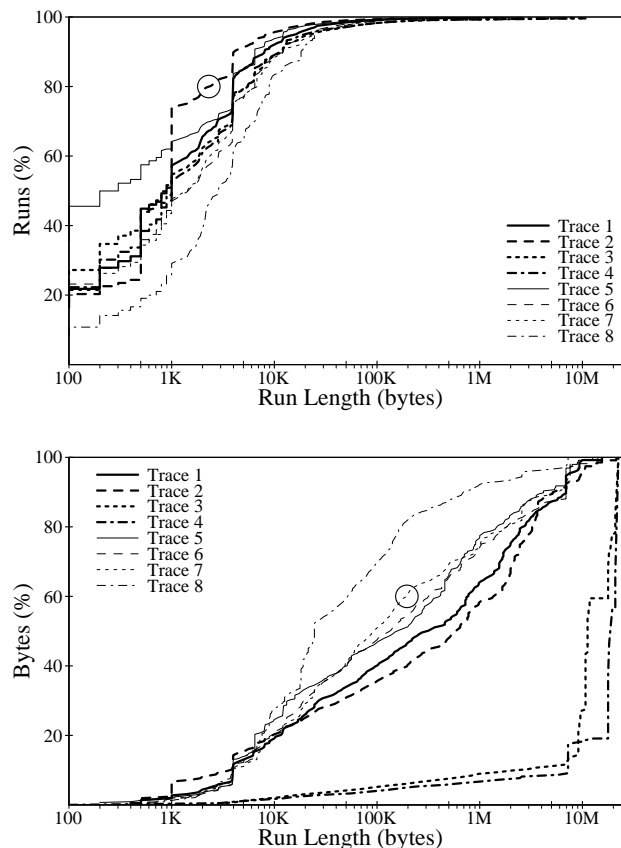 100
80
60
40
20
Runs (%)
Trace 1
Trace 2
Trace 3
Trace 4
Trace 5
Trace 6
Trace 7
Trace 8
100 1K 10K 100K 1M 10M
Run Length (bytes)
100
80
60
40
20
Bytes (%)
Trace 1
Trace 2
Trace 3
Trace 4
Trace 5
Trace 6
Trace 7
Trace 8
100 1K 10K 100K 1M 10M
Run Length (bytes)